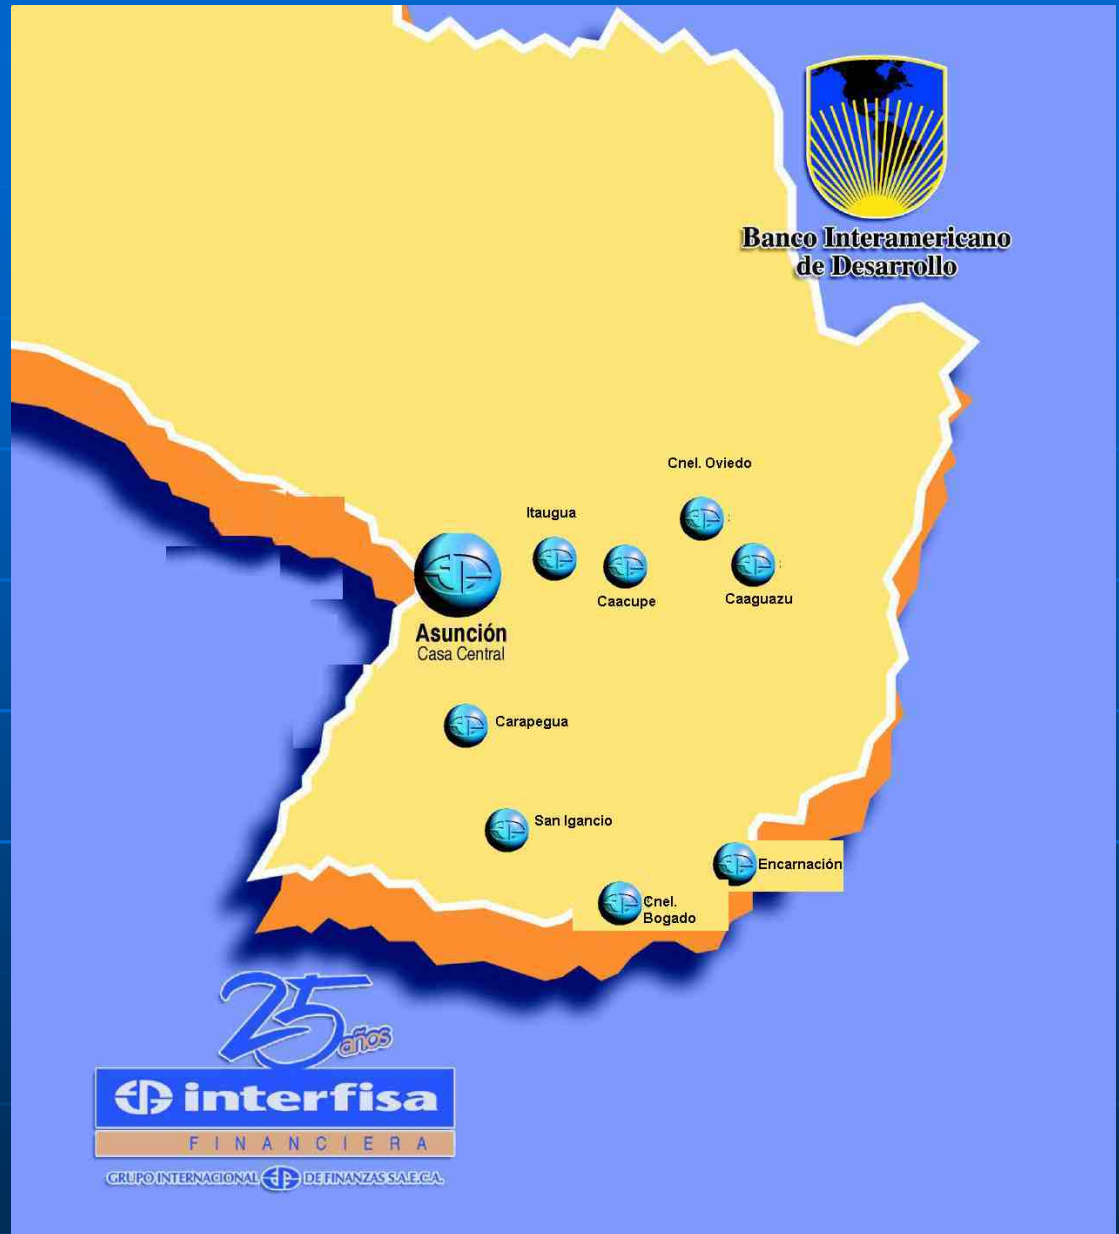 Banco Interamericano
de Desarrollo
Cnel. Oviedo
Itaugua
Caacupe
Caaguazu
Asunción
Casa Central
Carapegua
San Igancio
Encarnación
Cnel.
Bogado
25
años
interfisa
FINANCIERA
GRUPO INTERNACIONAL DE FINANZAS S.A.E.C.A.